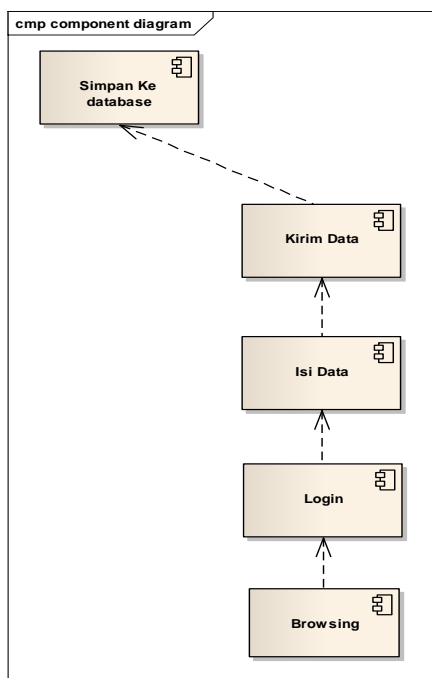 cmp component diagram
Simpan Ke
database
Kirim Data
Isi Data
Login
Browsing